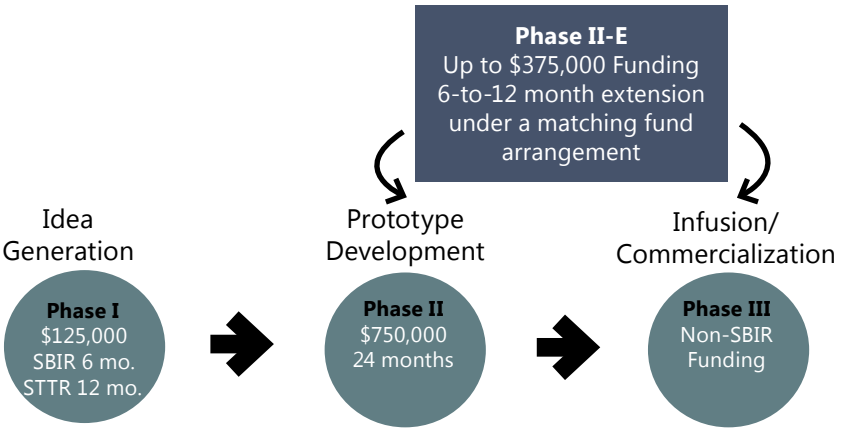 Phase II-E
Up to $375,000 Funding
6-to-12 month extension
under a matching fund
arrangement
Idea
Generation
Phase I
$125,000
SBIR 6 mo.
STTR 12 mo.
Prototype
Development
Phase II
$750,000
24 months
Infusion/
Commercialization
Phase III
Non-SBIR
Funding